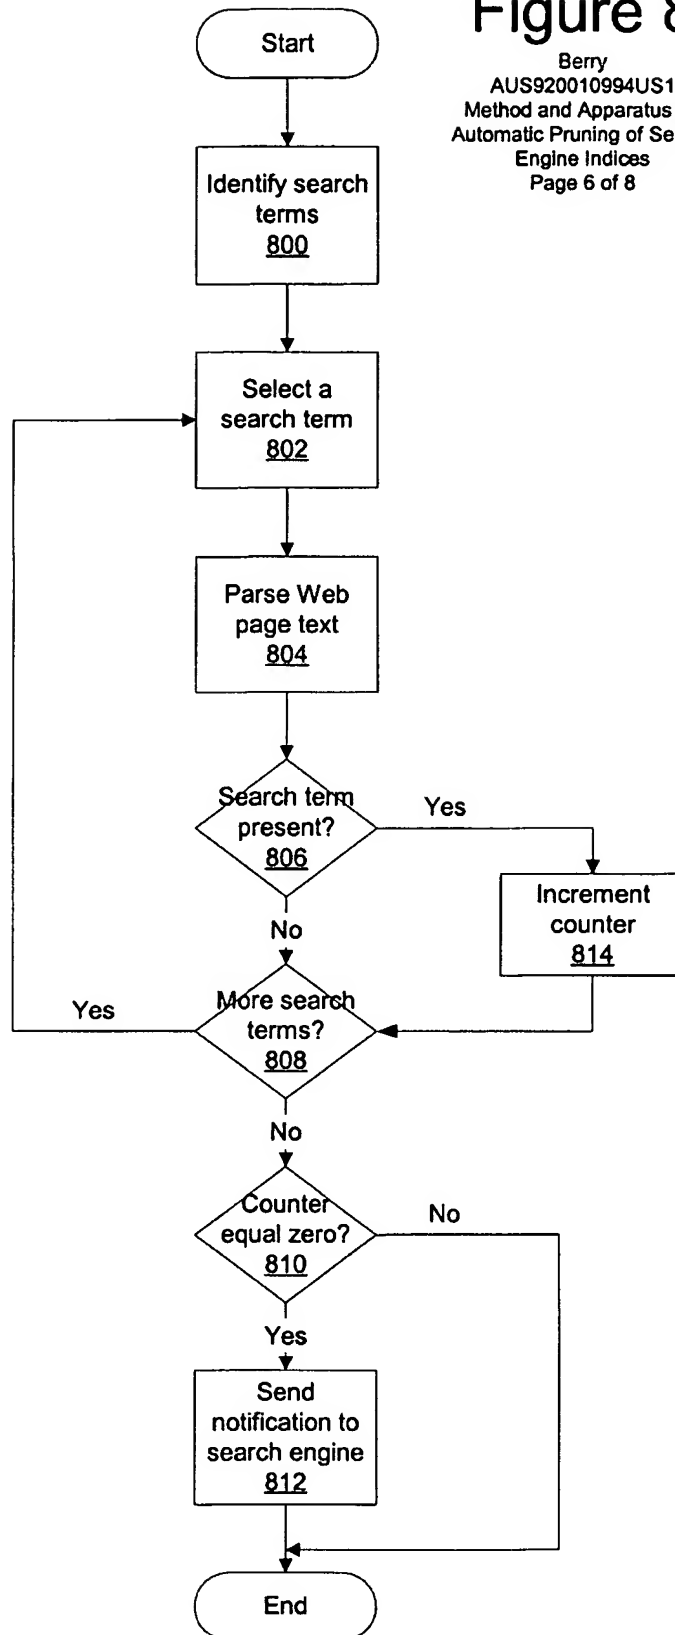 Figure 8
Berry
AUS920010994US1
Method and Apparatus
Automatic Pruning of Se
Engine Indices
Page 6 of 8
Start
Identify search
terms
800
Select a
search term
802
Parse Web
page text
804
Search term
present?
806
Yes
No
Increment
counter
814
More search
terms?
808
Yes
No
Counter
equal zero?
810
No
Yes
Send
notification to
search engine
812
End